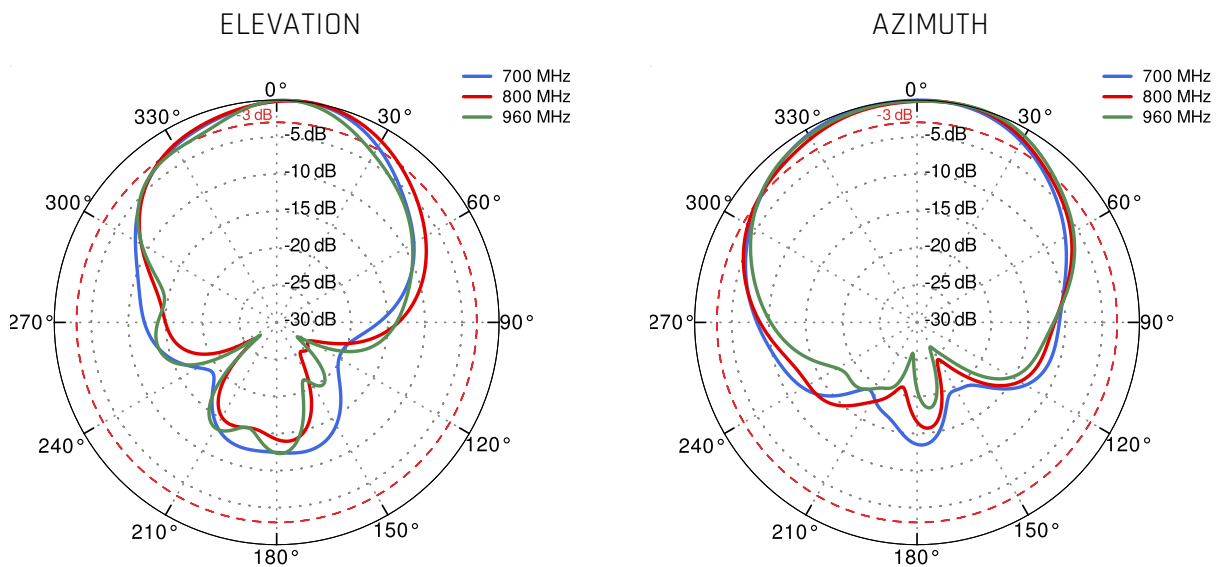 ELEVATION
700 MHz
800 MHz
960 MHz
0°
330°
-3 dB
30°
-5 dB
-10 dB
300°
-15 dB
60°
-20 dB
-25 dB
270°
-30 dB
90°
240°
120°
210°
150°
180°
AZIMUTH
700 MHz
800 MHz
960 MHz
0°
330°
-3 dB
30°
-5 dB
-10 dB
300°
-15 dB
60°
-20 dB
-25 dB
270°
-30 dB
90°
240°
120°
210°
150°
180°